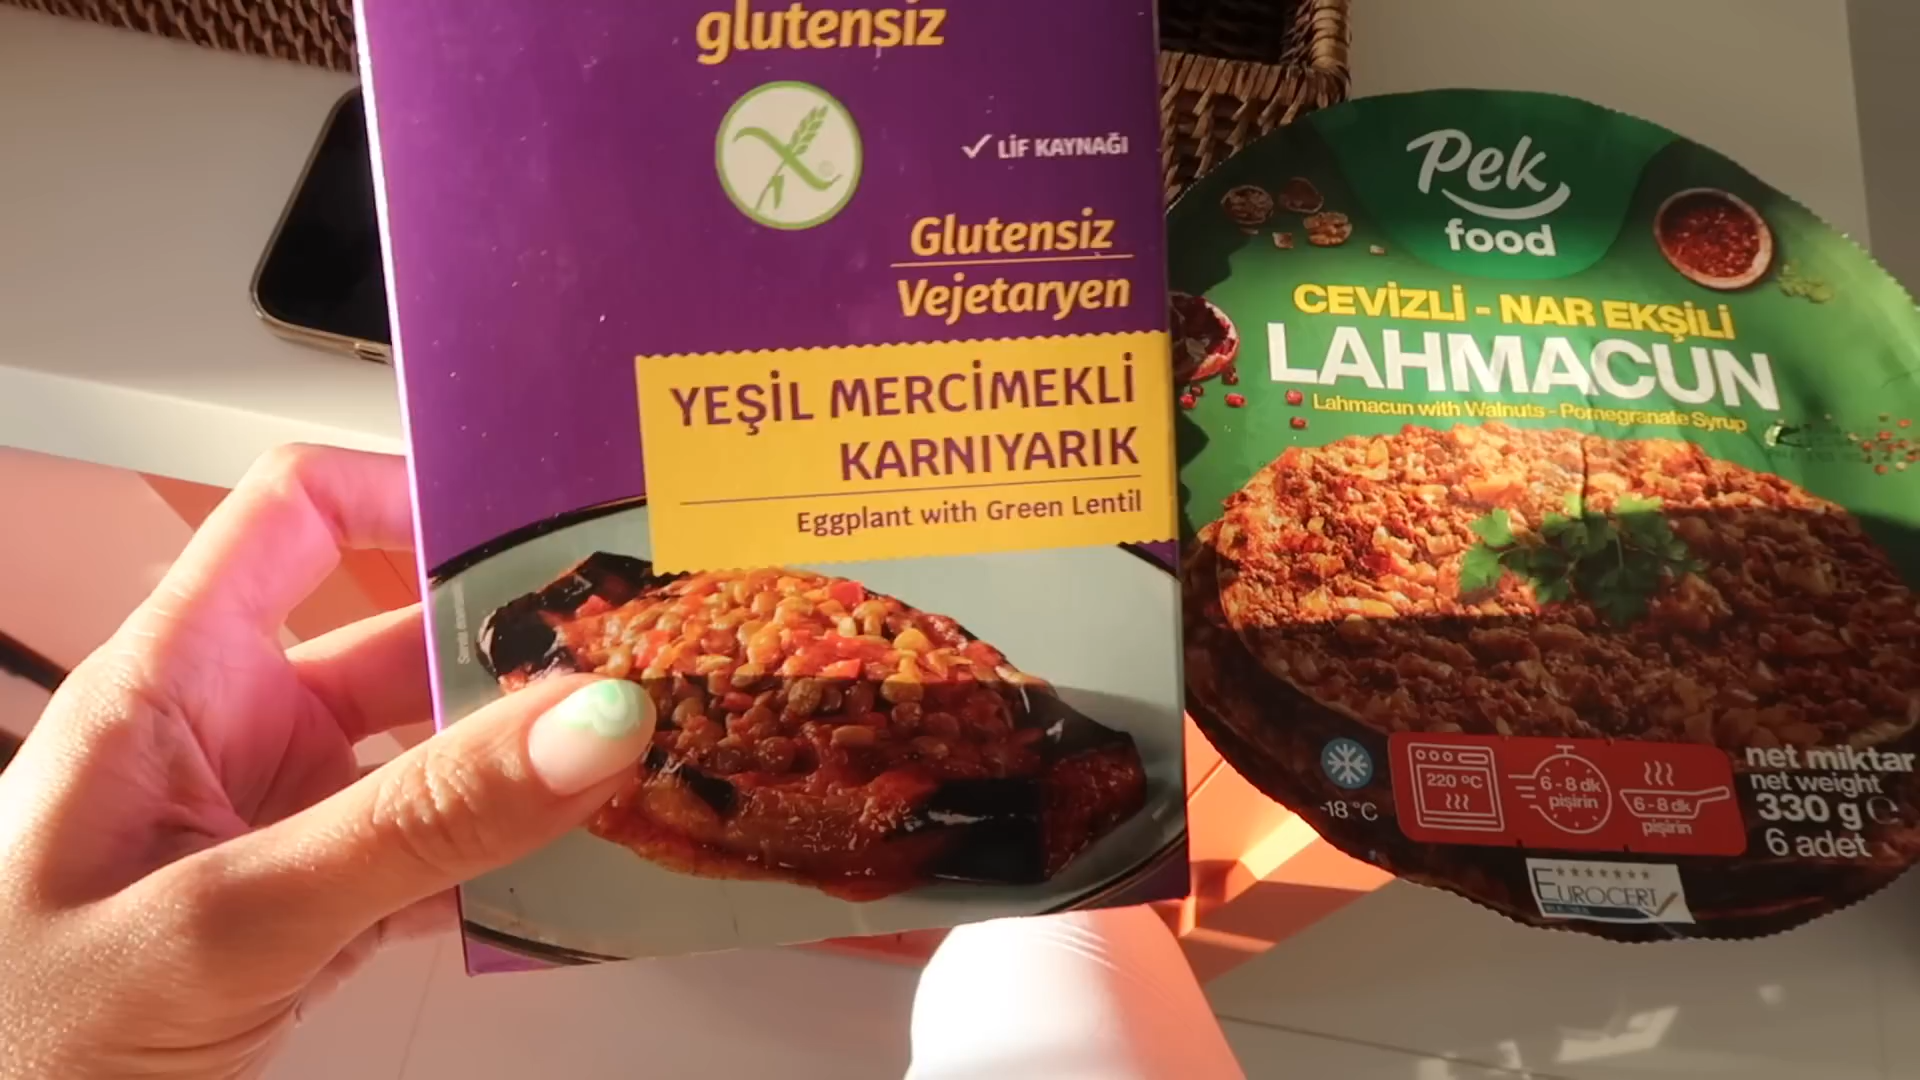 glutensiz
LİF KAYNAĞI
Glutensiz
Vejetaryen
YEŞİL MERCİMEKLİ
KARNIYARIK
Eggplant with Green Lentil
Pek
food
CEVİZLİ - NAR EKŞİLİ
LAHMACUN
Lahmacun with Walnuts - Pomegranate Syrup
220 °C
6 - 8 dk
pişirin
6 - 8 dk
pişirin
-18 °C
net miktar
net weight
330 g ℮
6 adet
EUROCERT